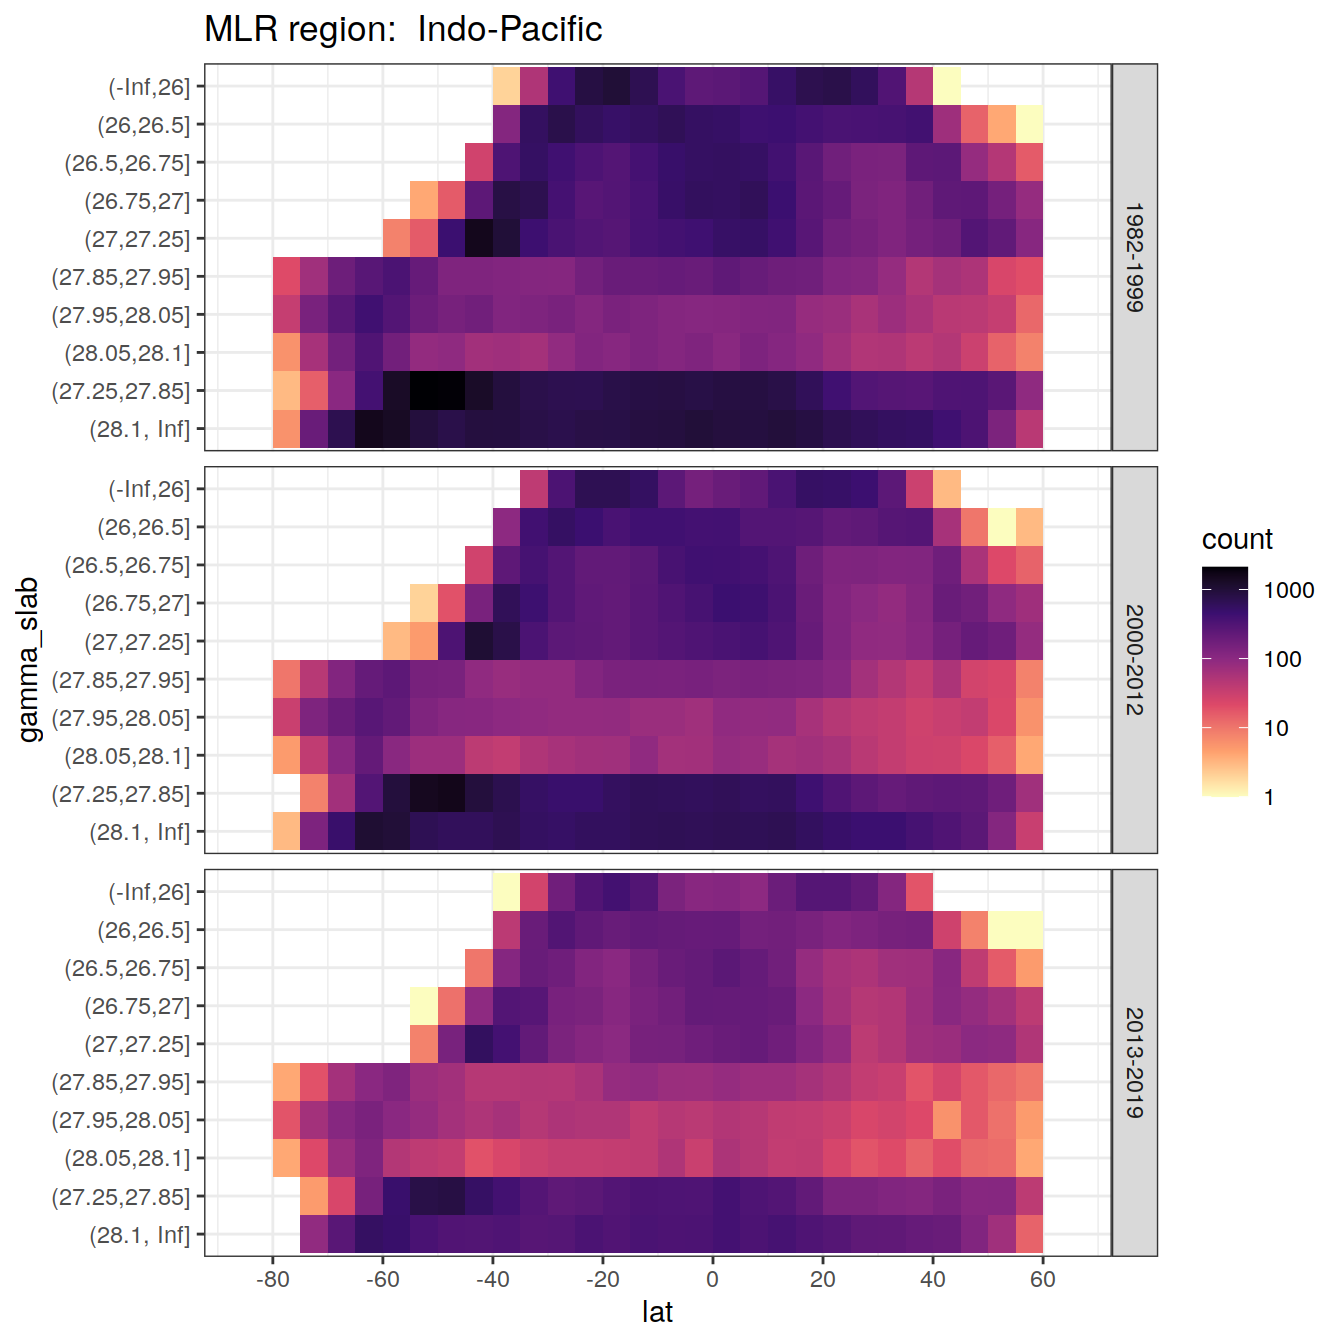 MLR region:  Indo-Pacific
(-Inf,26]
(26,26.5]
(26.5,26.75]
(26.75,27]
(27,27.25]
(27.85,27.95]
(27.95,28.05]
(28.05,28.1]
(27.25,27.85]
(28.1, Inf]
1982-1999
(-Inf,26]
(26,26.5]
(26.5,26.75]
(26.75,27]
(27,27.25]
(27.85,27.95]
(27.95,28.05]
(28.05,28.1]
(27.25,27.85]
(28.1, Inf]
2000-2012
(-Inf,26]
(26,26.5]
(26.5,26.75]
(26.75,27]
(27,27.25]
(27.85,27.95]
(27.95,28.05]
(28.05,28.1]
(27.25,27.85]
(28.1, Inf]
2013-2019
gamma_slab
-80 -60 -40 -20 0 20 40 60
lat
count
1000
100
10
1